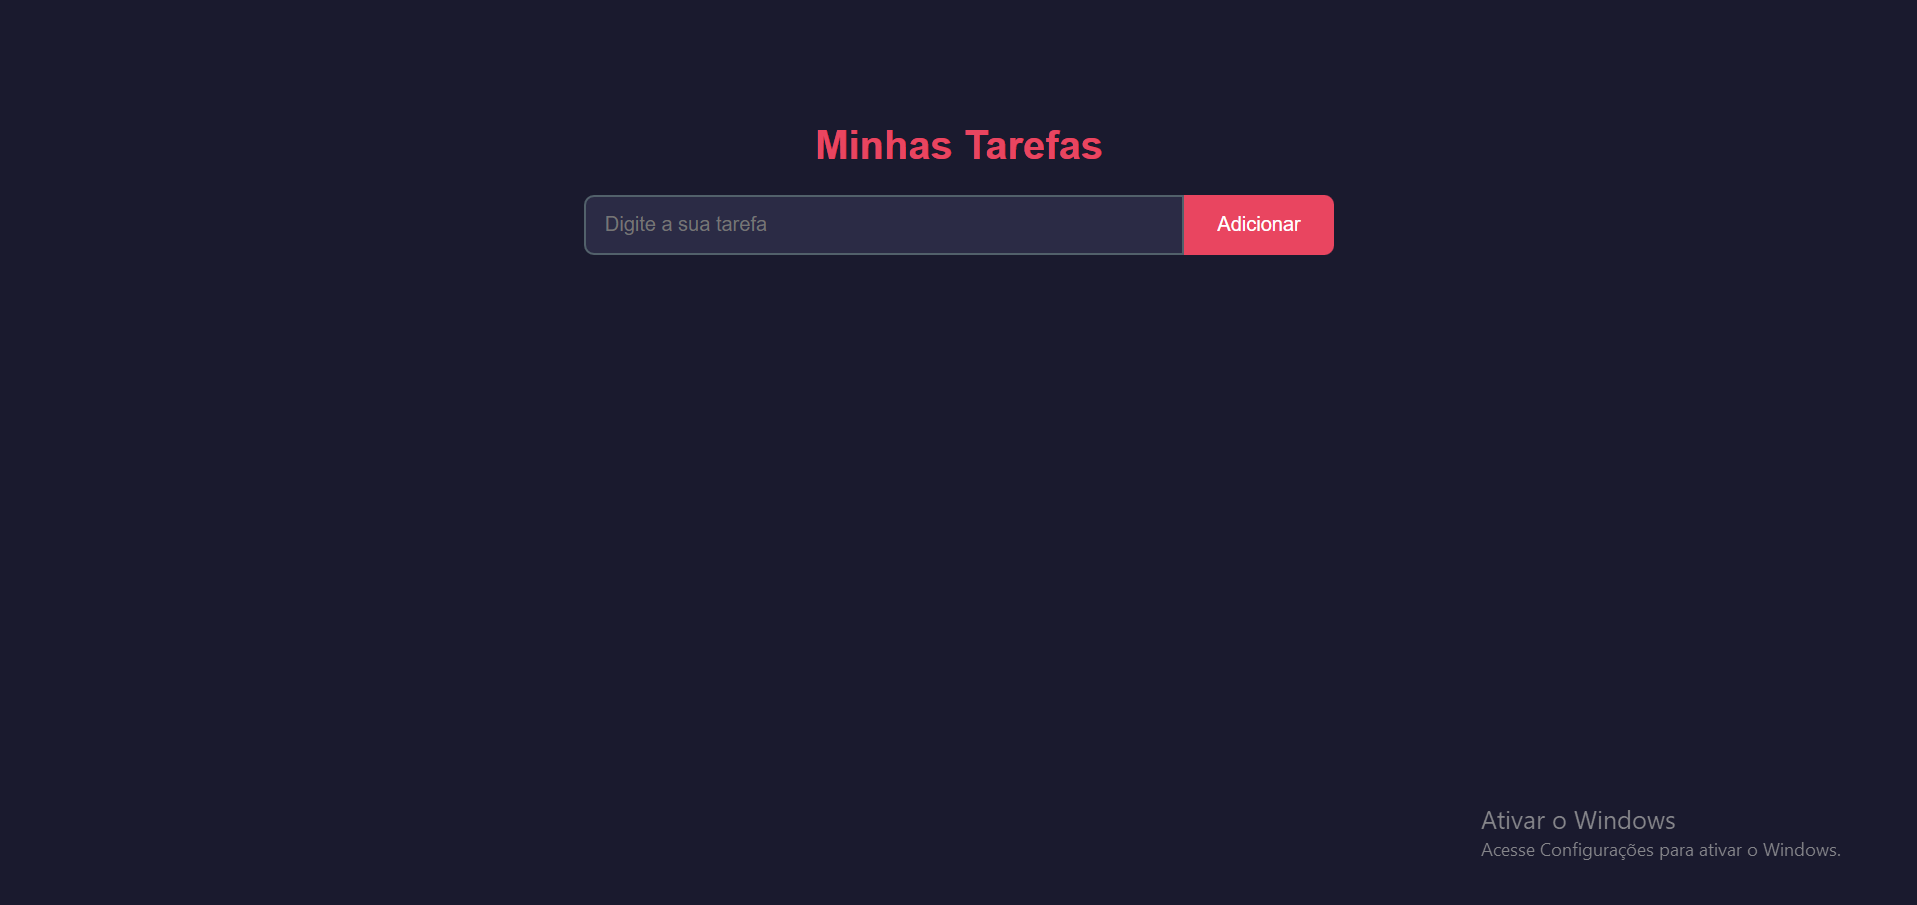 Minhas Tarefas
Digite a sua tarefa
Adicionar
Ativar o Windows
Acesse Configurações para ativar o Windows.